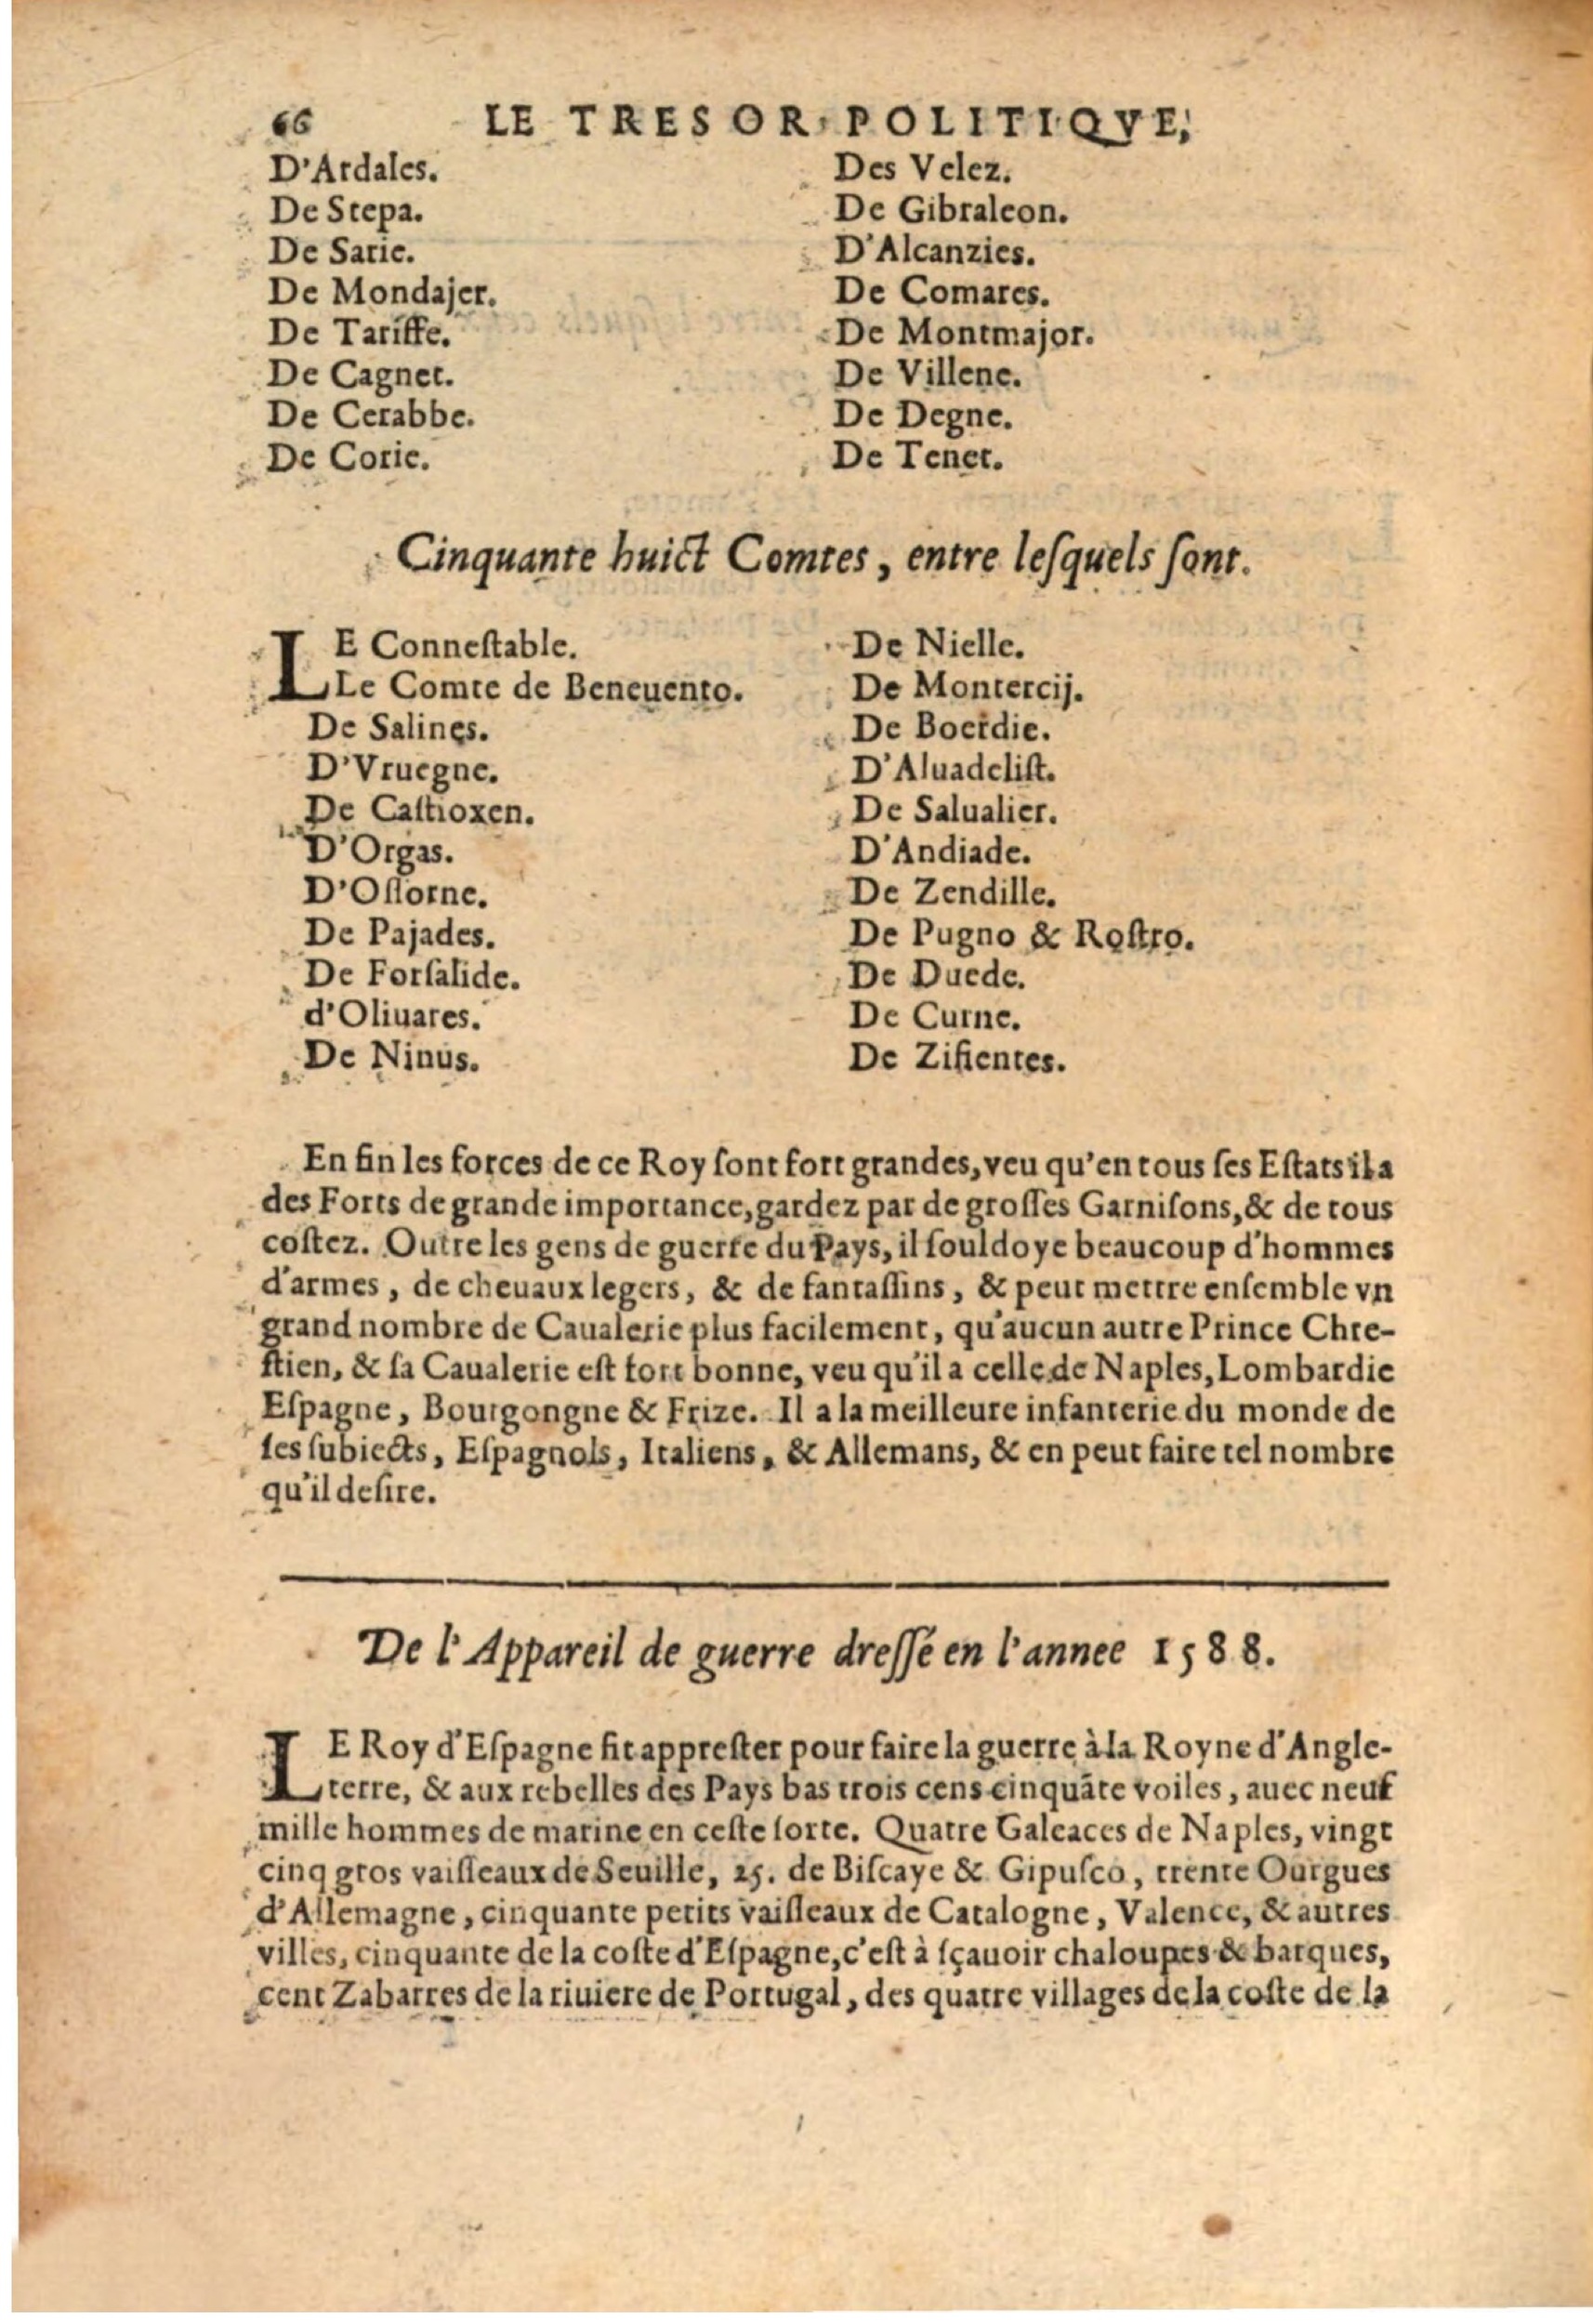 66 LE TRESOR POLITIQVE,
D'Ardales.
De Stepa.
De Sarie.
De Mondajer.
De Tariffe.
De Cagnet.
De Cerabbe.
De Corie.
Des Velez.
De Gibraleon.
D'Alcanzies.
De Comares.
De Montmajor.
De Villene.
De Degne.
De Tenet.
Cinquante huict Comtes, entre leſquels ſont.
LE Conneſtable.
Le Comte de Beneuento.
De Salines.
D'Vruegne.
De Caſtioxen.
D'Orgas.
D'Oſſorne.
De Pajades.
De Forſalide.
d'Oliuares.
De Ninus.
De Nielle.
De Montercij.
De Boerdie.
D'Aluadeliſt.
De Salualier.
D'Andiade.
De Zendille.
De Pugno & Roſtro.
De Duede.
De Curne.
De Zifientes.
En fin les forces de ce Roy ſont fort grandes, veu qu'en tous ſes Eſtats il a
des Forts de grande importance, gardez par de groſſes Garniſons, & de tous
coſtez. Outre les gens de guerre du Pays, il ſouldoye beaucoup d'hommes
d'armes, de cheuaux legers, & de fantaſſins, & peut mettre enſemble vn
grand nombre de Caualerie plus facilement, qu'aucun autre Prince Chre-
ſtien, & ſa Caualerie eſt fort bonne, veu qu'il a celle de Naples, Lombardie
Eſpagne, Bourgongne & Frize. Il a la meilleure infanterie du monde de
ſes ſubiects, Eſpagnols, Italiens, & Allemans, & en peut faire tel nombre
qu'il deſire.
De l'Appareil de guerre dreſſé en l'annee 1588.
LE Roy d'Eſpagne fit appreſter pour faire la guerre à la Royne d'Angle-
terre, & aux rebelles des Pays bas trois cens cinquãte voiles, auec neuf
mille hommes de marine en ceſte ſorte. Quatre Galeaces de Naples, vingt
cinq gros vaiſſeaux de Seuille, 25. de Biſcaye & Gipuſco, trente Ourgues
d'Allemagne, cinquante petits vaiſſeaux de Catalogne, Valence, & autres
villes, cinquante de la coſte d'Eſpagne, c'eſt à ſçauoir chaloupes & barques,
cent Zabarres de la riuiere de Portugal, des quatre villages de la coſte de la